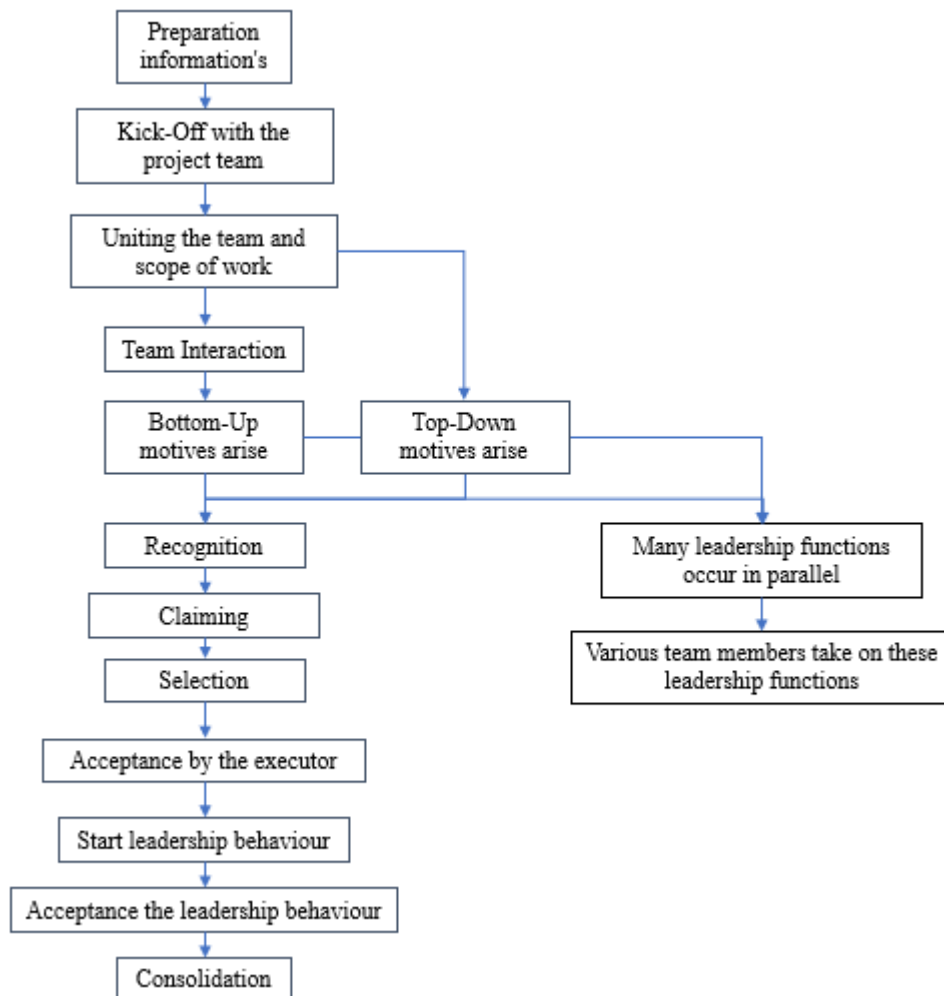 Preparation
information's
Kick-Off with the
project team
Uniting the team and
scope of work
Team Interaction
Bottom-Up
motives arise
Top-Down
motives arise
Recognition
Many leadership functions
occur in parallel
Claiming
Various team members take on these
leadership functions
Selection
Acceptance by the executor
Start leadership behaviour
Acceptance the leadership behaviour
Consolidation